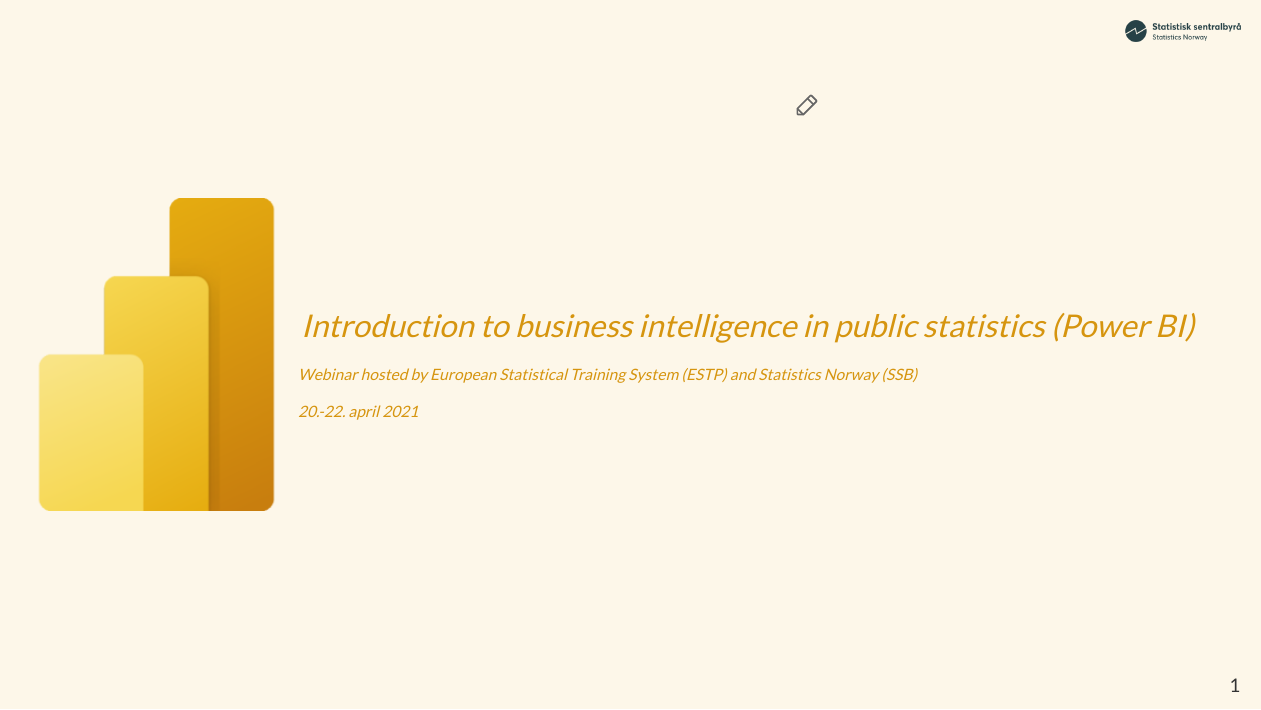 Statistisk sentralbyrå
Statistics Norway
Introduction to business intelligence in public statistics (Power BI)
Webinar hosted by European Statistical Training System (ESTP) and Statistics Norway (SSB)
20.-22. april 2021
1